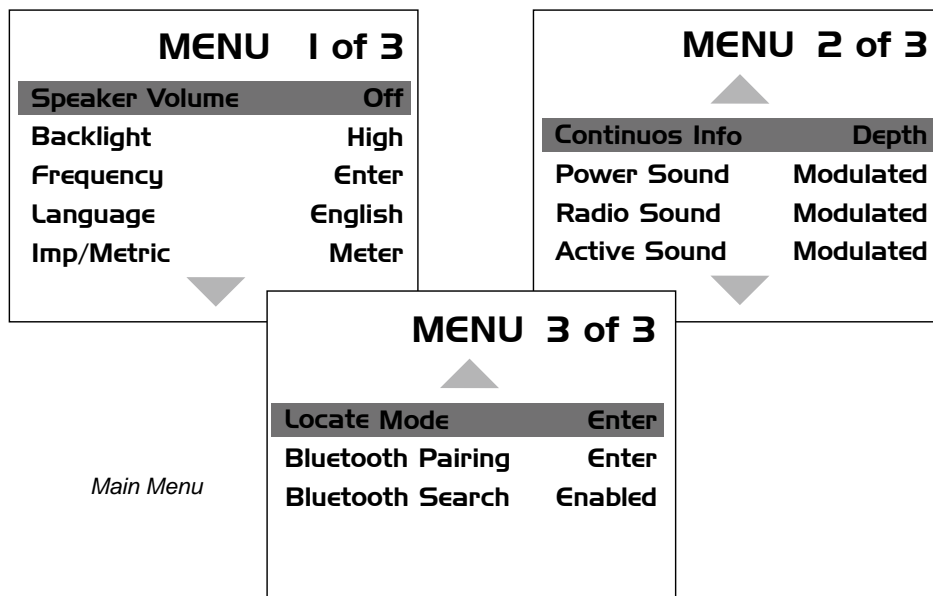 MENU 1 of 3
Speaker Volume Off
Backlight High
Frequency Enter
Language English
Imp/Metric Meter
MENU 2 of 3
Continuos Info Depth
Power Sound Modulated
Radio Sound Modulated
Active Sound Modulated
MENU 3 of 3
Locate Mode Enter
Bluetooth Pairing Enter
Bluetooth Search Enabled
Main Menu